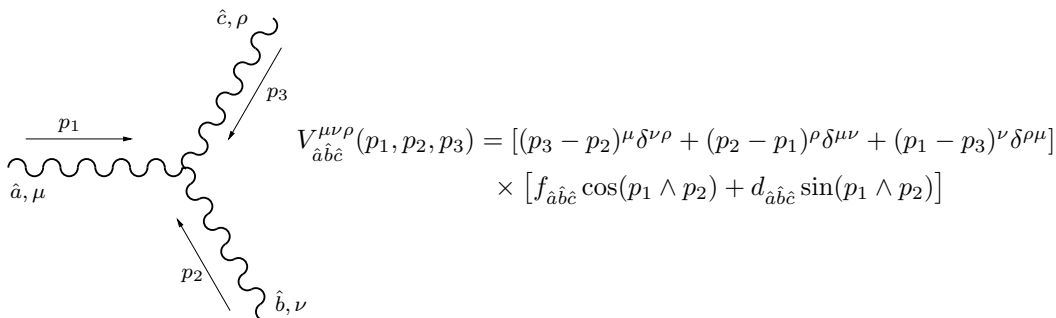 ĉ, ρ
p₃
p₁
V^{μνρ}_{âb̂ĉ}(p₁, p₂, p₃) = [(p₃ − p₂)^μ δ^{νρ} + (p₂ − p₁)^ρ δ^{μν} + (p₁ − p₃)^ν δ^{ρμ}]
â, μ
× [f_{âb̂ĉ} cos(p₁ ∧ p₂) + d_{âb̂ĉ} sin(p₁ ∧ p₂)]
p₂
b̂, ν